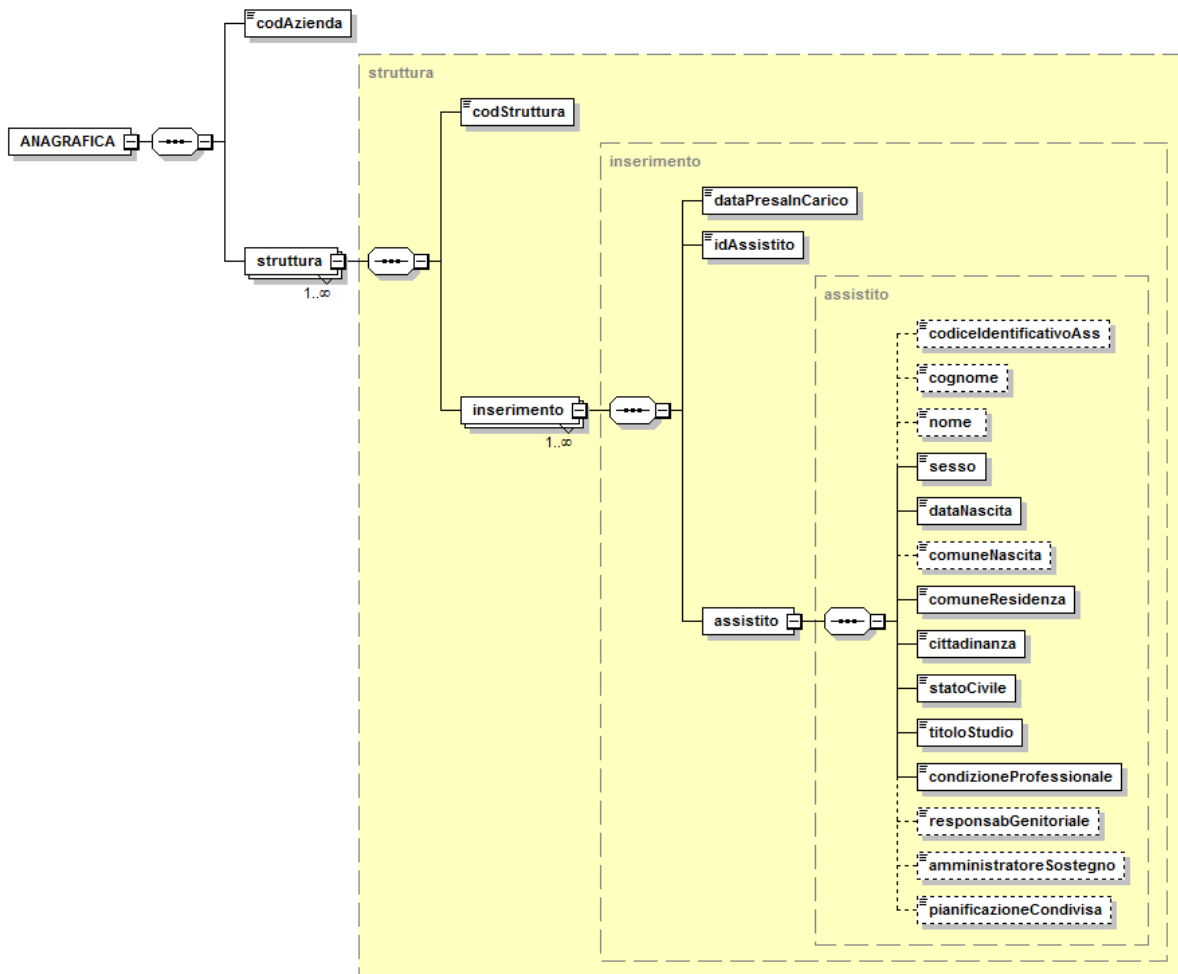 codAzienda
struttura
codStruttura
ANAGRAFICA
inserimento
dataPresaInCarico
idAssistito
struttura
1..∞
assistito
codiceIdentificativoAss
cognome
nome
inserimento
1..∞
sesso
dataNascita
comuneNascita
comuneResidenza
assistito
cittadinanza
statoCivile
titoloStudio
condizioneProfessionale
responsabGenitoriale
amministratoreSostegno
pianificazioneCondivisa